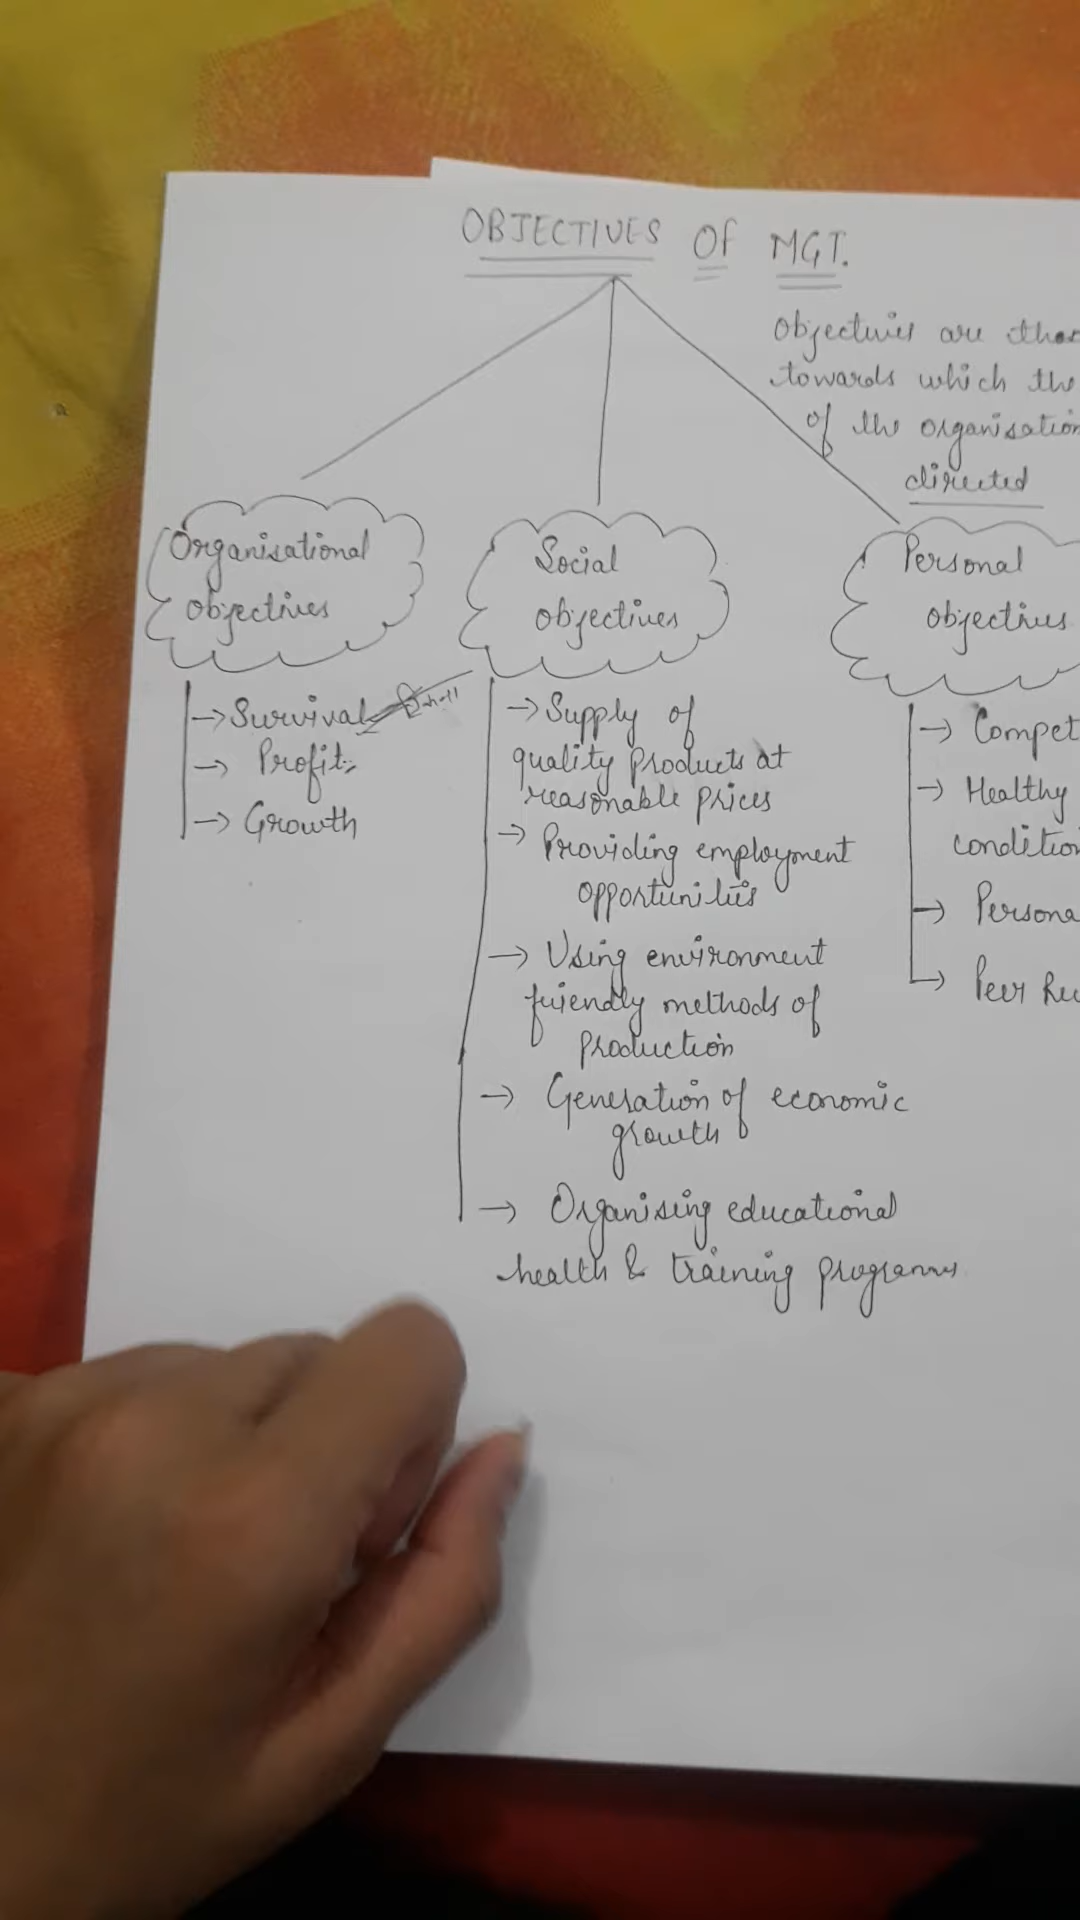 OBJECTIVES OF MGT.
Objectives are
towards which the
of the organisation
directed
Organisational
objectives
→ Survival
→ Profit
→ Growth
Social
objectives
→ Supply of
quality products at
reasonable prices
→ Providing employment
opportunities
→ Using environment
friendly methods of
production
→ Generation of economic
growth
→ Organising educational
health & training programs
Personal
objectives
→ Compet
→ Healthy
condition
→ Persona
→ Peer